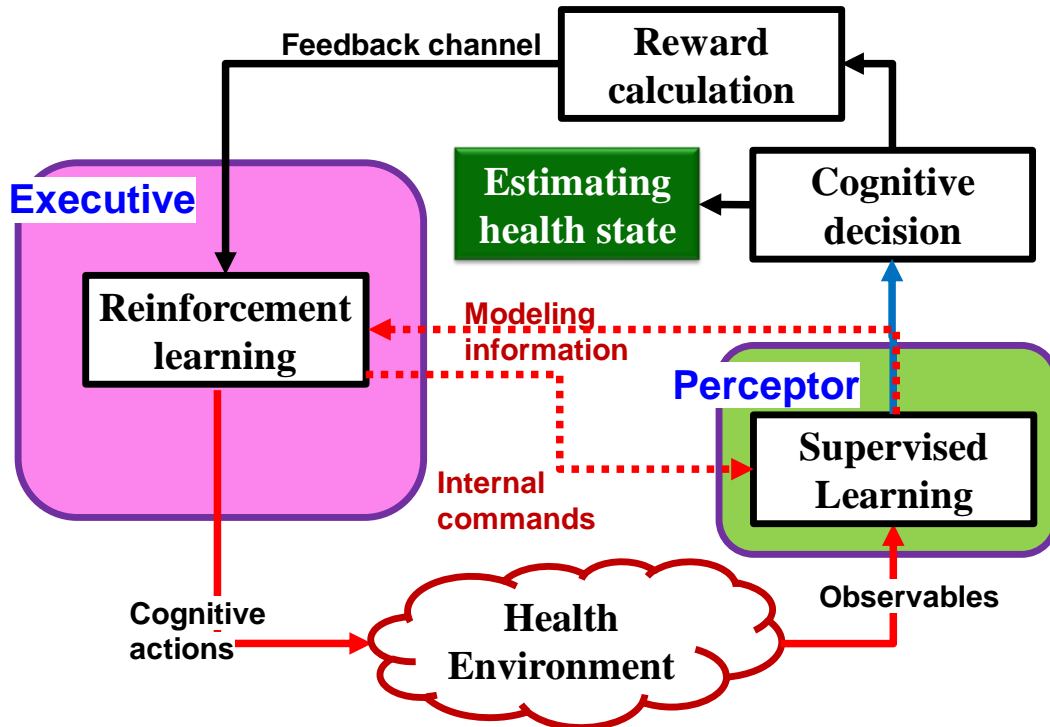 Feedback channel
Reward
calculation
Executive
Estimating
health state
Cognitive
decision
Reinforcement
learning
Modeling
information
Perceptor
Supervised
Learning
Internal
commands
Cognitive
actions
Health
Environment
Observables